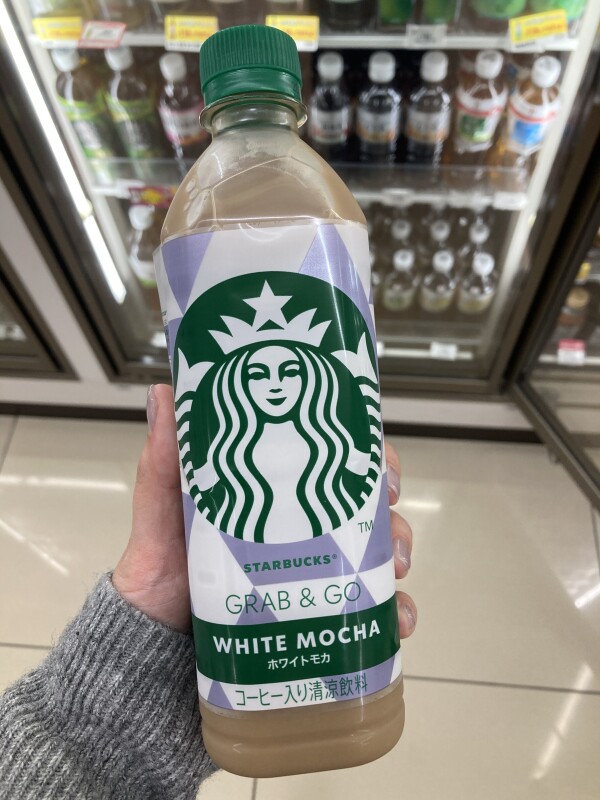 TM
STARBUCKS®
GRAB & GO
WHITE MOCHA
ホワイトモカ
コーヒー入り清涼飲料